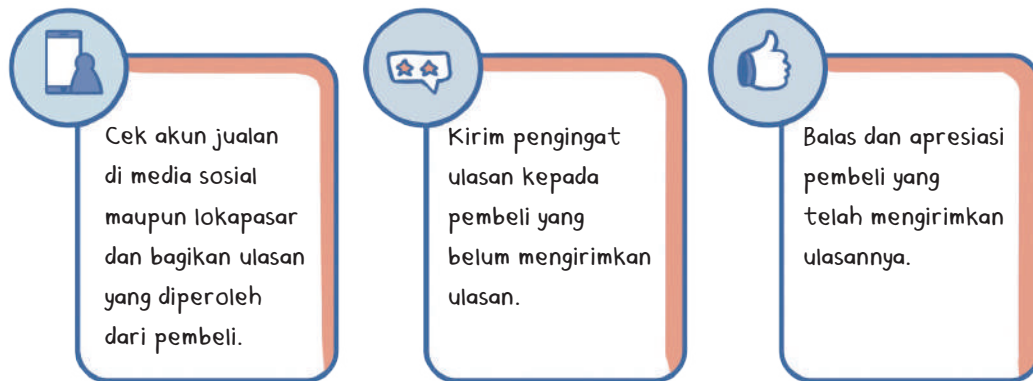 Cek akun jualan
di media sosial
maupun lokapasar
dan bagikan ulasan
yang diperoleh
dari pembeli.
Kirim pengingat
ulasan kepada
pembeli yang
belum mengirimkan
ulasan.
Balas dan apresiasi
pembeli yang
telah mengirimkan
ulasannya.